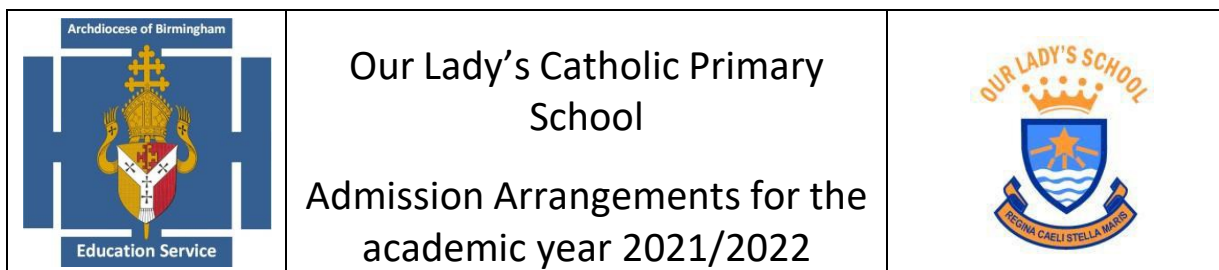 Archdiocese of Birmingham
Education Service
Our Lady's Catholic Primary
School
Admission Arrangements for the
academic year 2021/2022
OUR LADY'S SCHOOL
REGINA CAELI STELLA MARIS